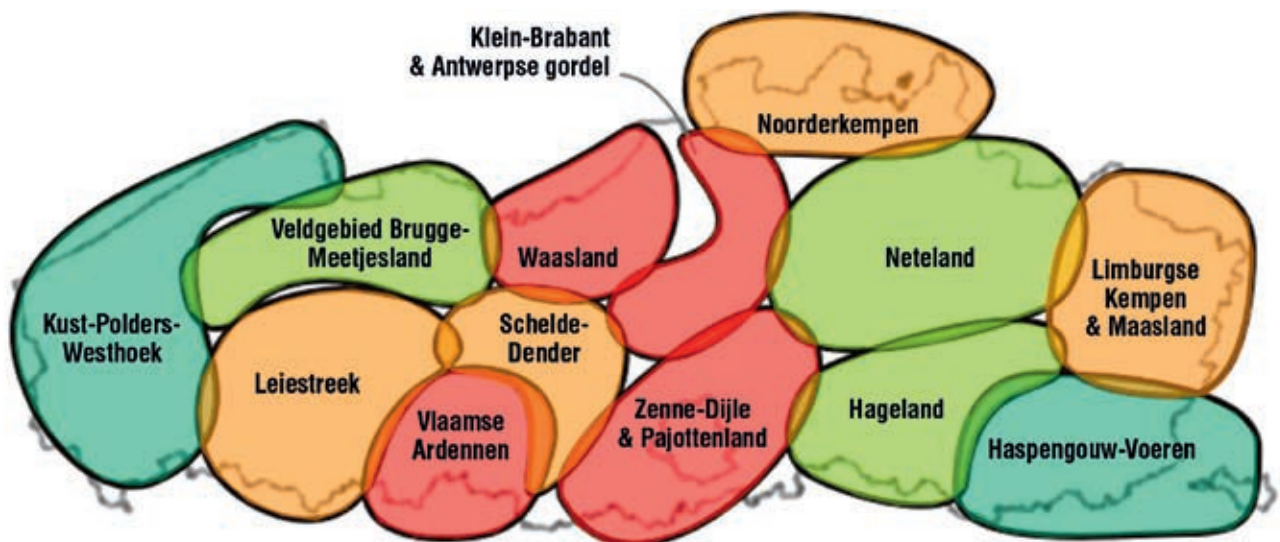 Klein-Brabant
& Antwerpse gordel
Noorderkempen
Veldgebied Brugge-
Meetjesland
Waasland
Neteland
Limburgse
Kempen
& Maasland
Kust-Polders-
Westhoek
Schelde-
Dender
Leiestreek
Vlaamse
Ardennen
Zenne-Dijle
& Pajottenland
Hageland
Haspengouw-Voeren